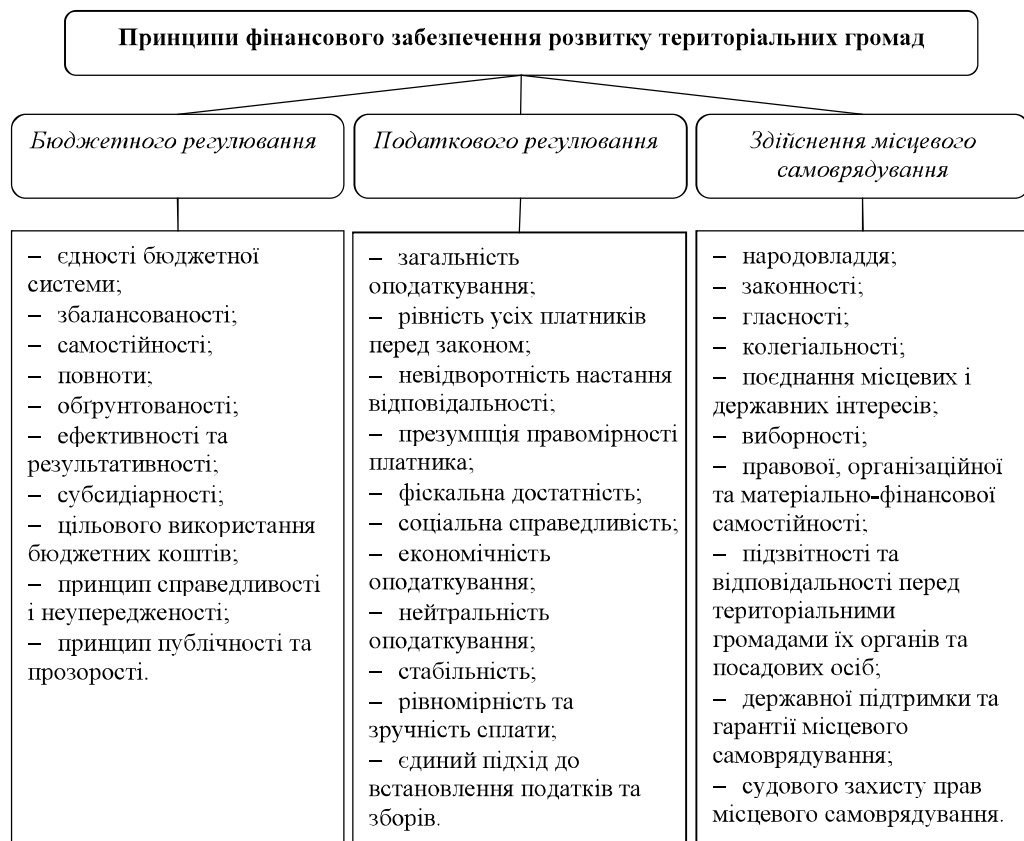 Принципи фінансового забезпечення розвитку територіальних громад
Бюджетного регулювання
Податкового регулювання
Здійснення місцевого
самоврядування
– єдності бюджетної
системи;
– збалансованості;
– самостійності;
– повноти;
– обґрунтованості;
– ефективності та
результативності;
– субсидіарності;
– цільового використання
бюджетних коштів;
– принцип справедливості
і неупередженості;
– принцип публічності та
прозорості.
– загальність
оподаткування;
– рівність усіх платників
перед законом;
– невідворотність настання
відповідальності;
– презумпція правомірності
платника;
– фіскальна достатність;
– соціальна справедливість;
– економічність
оподаткування;
– нейтральність
оподаткування;
– стабільність;
– рівномірність та
зручність сплати;
– єдиний підхід до
встановлення податків та
зборів.
– народовладдя;
– законності;
– гласності;
– колегіальності;
– поєднання місцевих і
державних інтересів;
– виборності;
– правової, організаційної
та матеріально-фінансової
самостійності;
– підзвітності та
відповідальності перед
територіальними
громадами їх органів та
посадових осіб;
– державної підтримки та
гарантії місцевого
самоврядування;
– судового захисту прав
місцевого самоврядування.